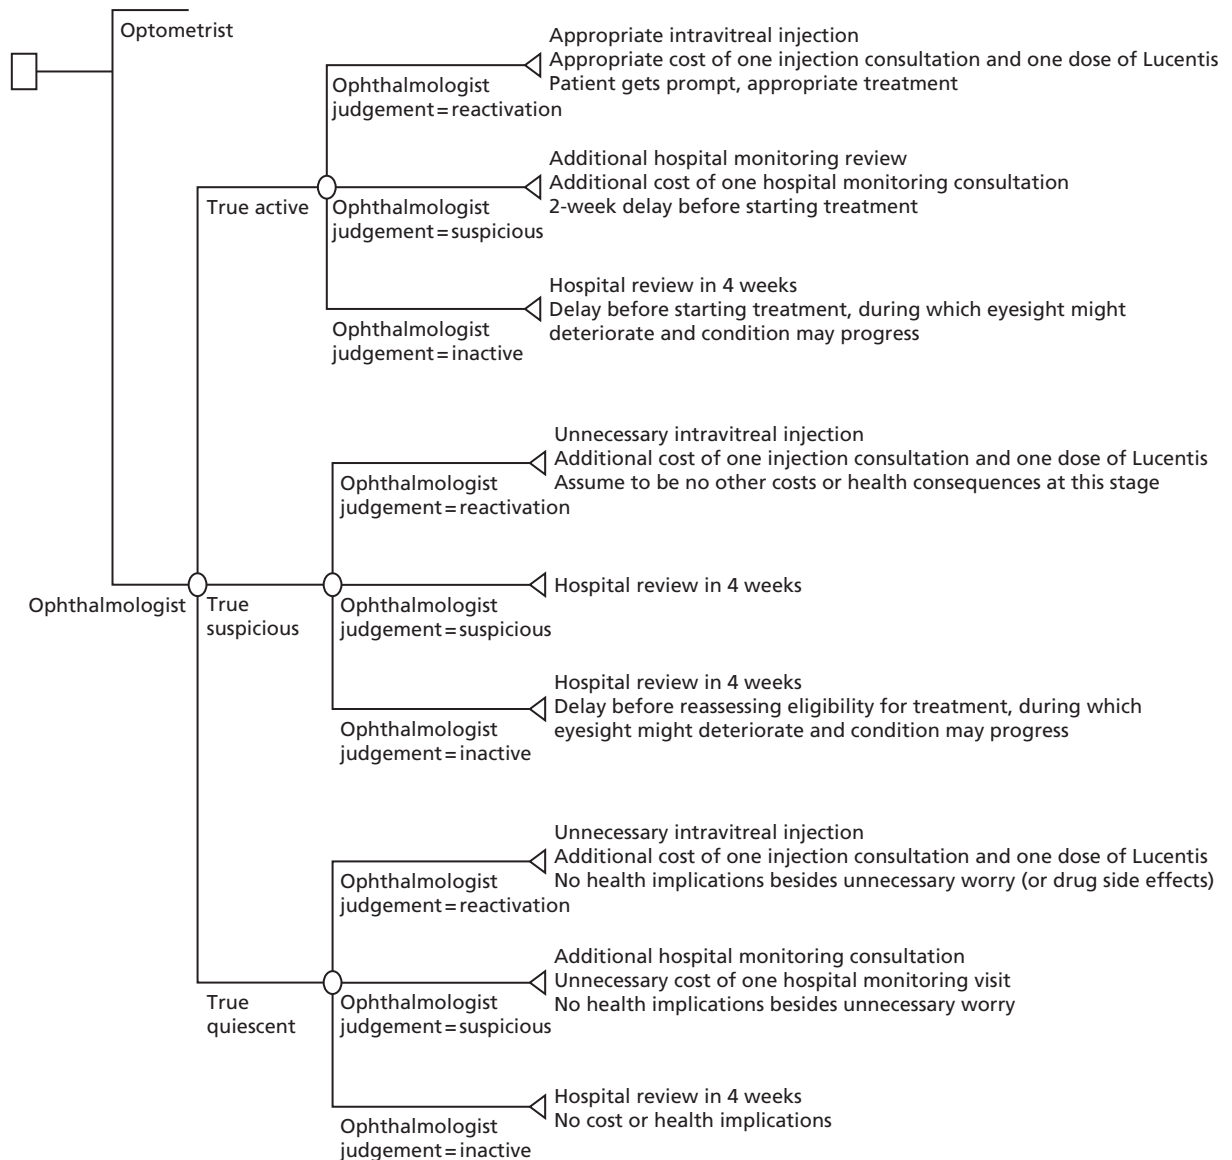 Optometrist
Appropriate intravitreal injection
Appropriate cost of one injection consultation and one dose of Lucentis
Patient gets prompt, appropriate treatment
Ophthalmologist
judgement=reactivation
Additional hospital monitoring review
Additional cost of one hospital monitoring consultation
2-week delay before starting treatment
True active
Ophthalmologist
judgement=suspicious
Hospital review in 4 weeks
Delay before starting treatment, during which eyesight might
deteriorate and condition may progress
Ophthalmologist
judgement=inactive
Unnecessary intravitreal injection
Additional cost of one injection consultation and one dose of Lucentis
Assume to be no other costs or health consequences at this stage
Ophthalmologist
judgement=reactivation
Hospital review in 4 weeks
Ophthalmologist
True
suspicious
Ophthalmologist
judgement=suspicious
Hospital review in 4 weeks
Delay before reassessing eligibility for treatment, during which
eyesight might deteriorate and condition may progress
Ophthalmologist
judgement=inactive
Unnecessary intravitreal injection
Additional cost of one injection consultation and one dose of Lucentis
No health implications besides unnecessary worry (or drug side effects)
Ophthalmologist
judgement=reactivation
Additional hospital monitoring consultation
Unnecessary cost of one hospital monitoring visit
No health implications besides unnecessary worry
True
quiescent
Ophthalmologist
judgement=suspicious
Hospital review in 4 weeks
No cost or health implications
Ophthalmologist
judgement=inactive